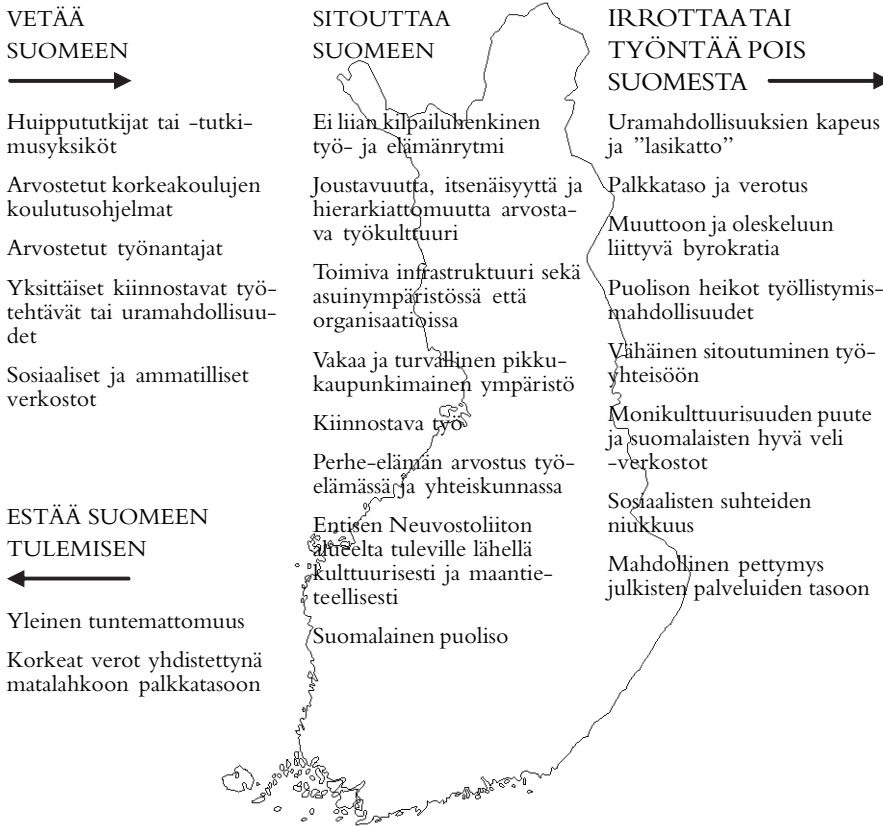 VETÄÄ
SUOMEEN
Huippututkijat tai -tutki-
musyksiköt
Arvostetut korkeakoulujen
koulutusohjelmat
Arvostetut työnantajat
Yksittäiset kiinnostavat työ-
tehtävät tai uramahdollisuu-
det
Sosiaaliset ja ammatilliset
verkostot
ESTÄÄ SUOMEEN
TULEMISEN
Yleinen tuntemattomuus
Korkeat verot yhdistettynä
matalahkoon palkkatasoon
SITOUTTAA
SUOMEEN
Ei liian kilpailuhenkinen
työ- ja elämänrytmi
Joustavuutta, itsenäisyyttä ja
hierarkiattomuutta arvosta-
va työkulttuuri
Toimiva infrastruktuuri sekä
asuinympäristössä että
organisaatioissa
Vakaa ja turvallinen pikku-
kaupunkimainen ympäristö
Kiinnostava työ
Perhe-elämän arvostus työ-
elämässä ja yhteiskunnassa
Entisen Neuvostoliiton
alueelta tuleville lähellä
kulttuurisesti ja maantie-
teellisesti
Suomalainen puoliso
IRROTTAA TAI
TYÖNTÄÄ POIS
SUOMESTA
Uramahdollisuuksien kapeus
ja ”lasikatto”
Palkkataso ja verotus
Muuttoon ja oleskeluun
liittyvä byrokratia
Puolison heikot työllistymis-
mahdollisuudet
Vähäinen sitoutuminen työ-
yhteisöön
Monikulttuurisuuden puute
ja suomalaisten hyvä veli
-verkostot
Sosiaalisten suhteiden
niukkuus
Mahdollinen pettymys
julkisten palveluiden tasoon